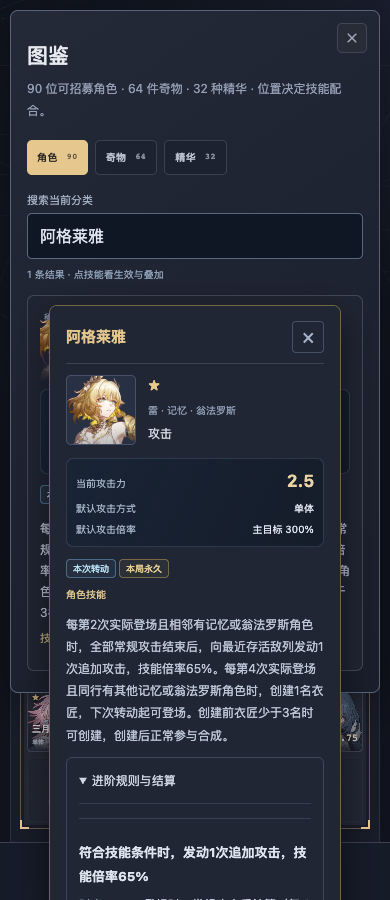 图鉴
90 位可招募角色 · 64 件奇物 · 32 种精华 · 位置决定技能配
合。
角色 90 奇物 64 精华 32
搜索当前分类
阿格莱雅
1 条结果 · 点技能看生效与叠加
阿格莱雅
雷 · 记忆 · 翁法罗斯
攻击
当前攻击力 2.5
默认攻击方式 单体
默认攻击倍率 主目标 300%
本次转动 本局永久
角色技能
每第2次实际登场且相邻有记忆或翁法罗斯角色
时，全部常规攻击结束后，向最近存活敌列发动1
次追加攻击，技能倍率65%。每第4次实际登场
且同行有其他记忆或翁法罗斯角色时，创建1名衣
匠，下次转动起可登场。创建前衣匠少于3名时
可创建，创建后正常参与合成。
▼ 进阶规则与结算
符合技能条件时，发动1次追加攻击，技
能倍率65%
三月
单体
.75